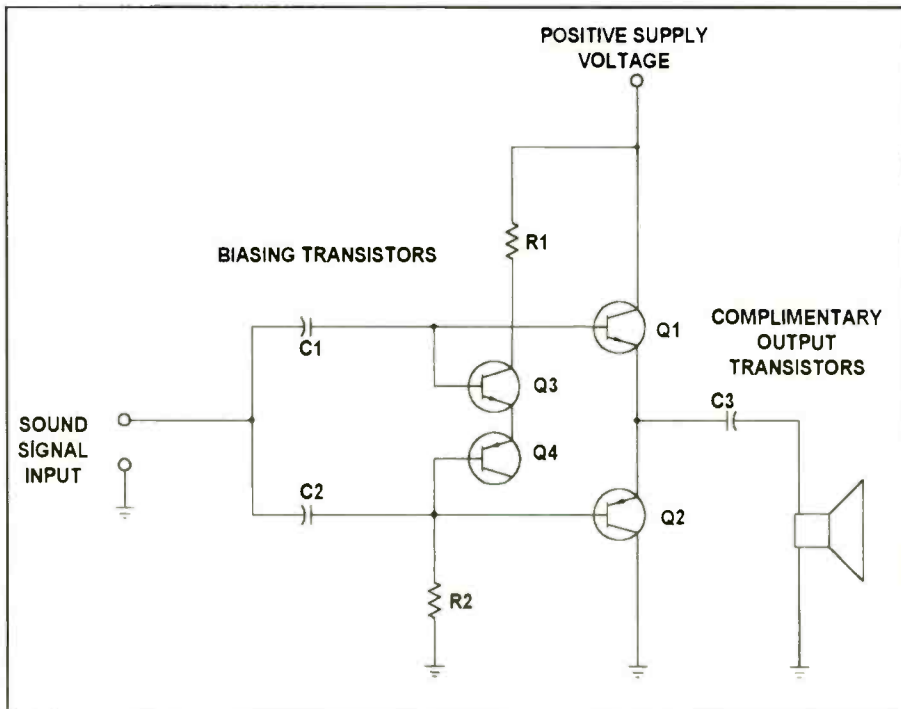 POSITIVE SUPPLY
VOLTAGE
R1
BIASING TRANSISTORS
C1
Q1
COMPLIMENTARY
OUTPUT
TRANSISTORS
Q3
C3
SOUND
SIGNAL
INPUT
Q4
C2
Q2
R2